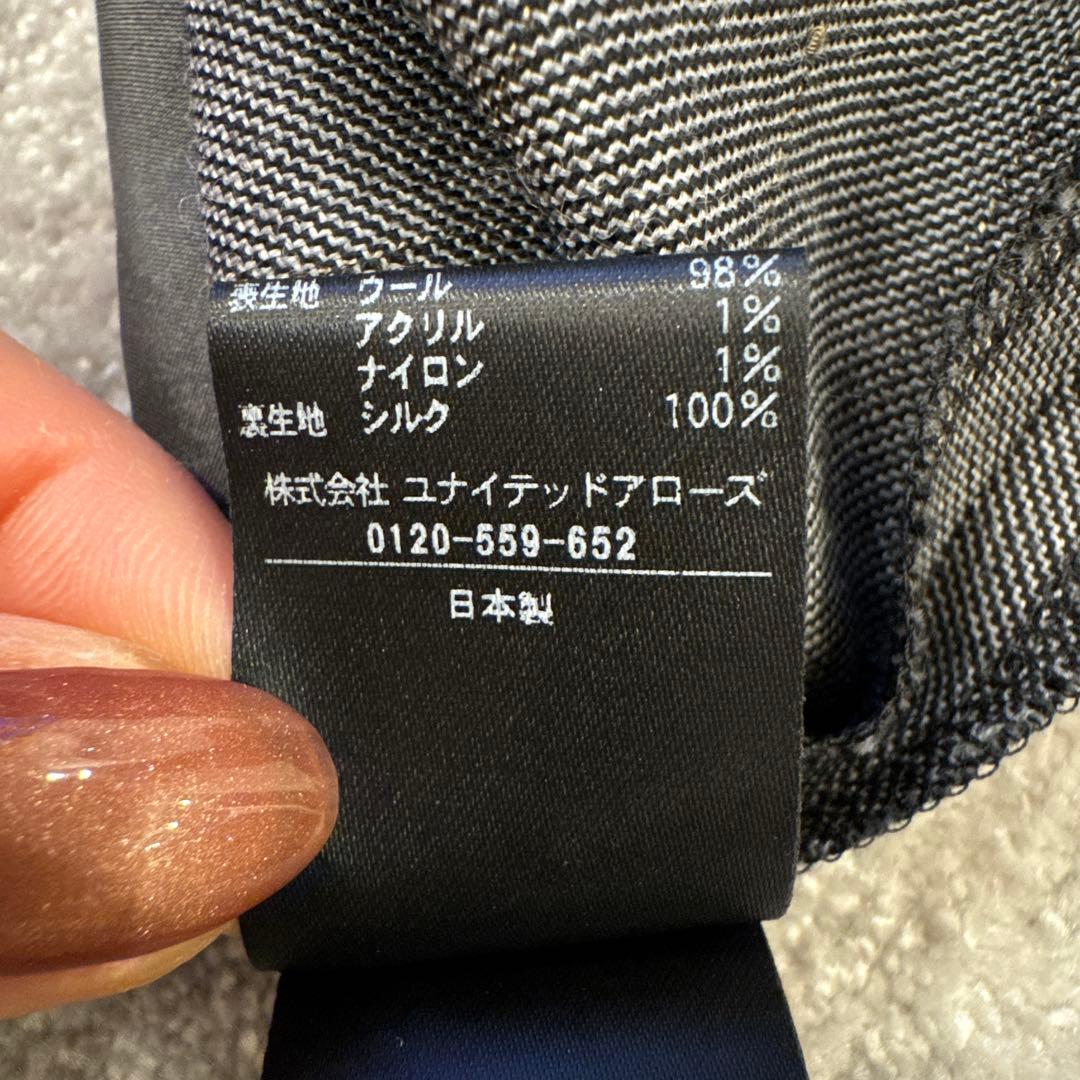 表生地 ウール 98%
アクリル 1%
ナイロン 1%
裏生地 シルク 100%
株式会社 ユナイテッドアローズ
0120-559-652
日本製